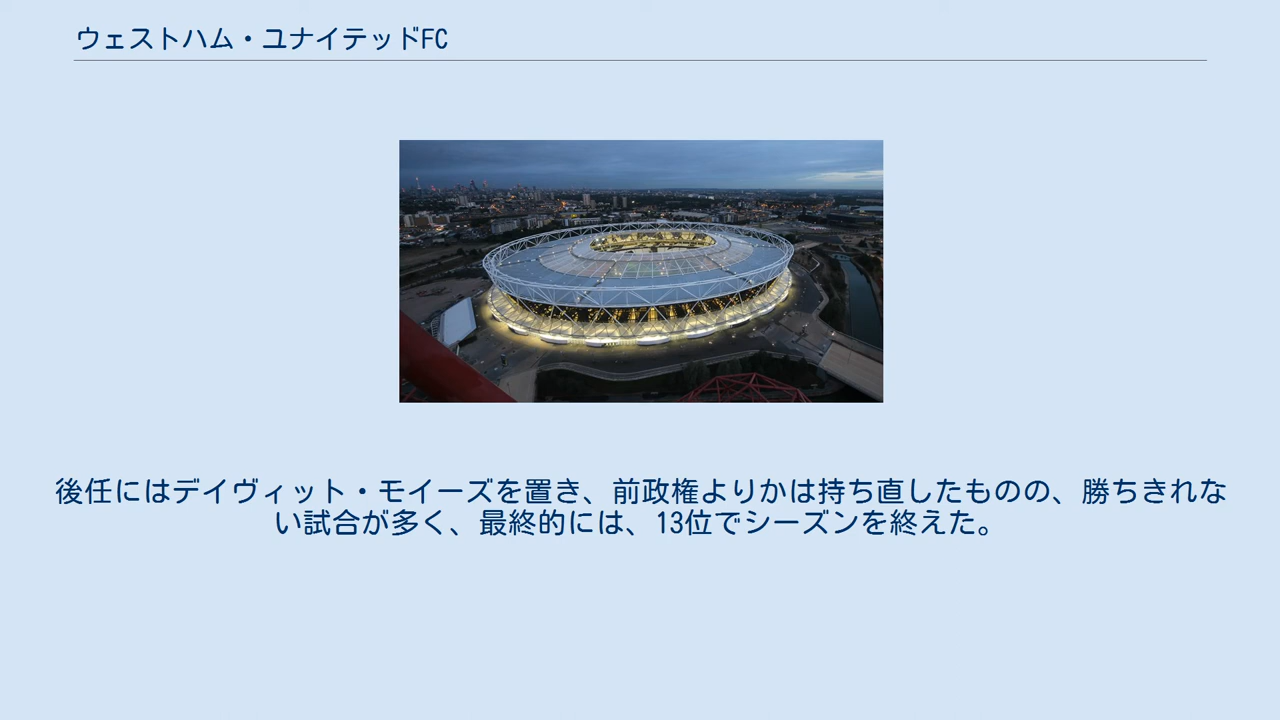 ウェストハム・ユナイテッドFC
後任にはデイヴィット・モイーズを置き、前政権よりかは持ち直したものの、勝ちきれな
い試合が多く、最終的には、13位でシーズンを終えた。